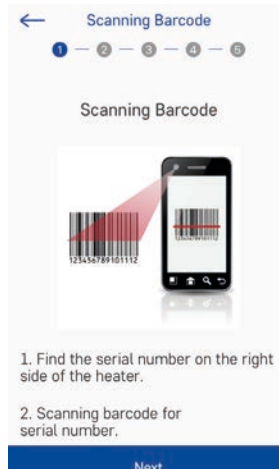 Scanning Barcode
1 2 3 4 5
Scanning Barcode
123456789101112
123456789101112
1. Find the serial number on the right
side of the heater.
2. Scanning barcode for
serial number.
Next